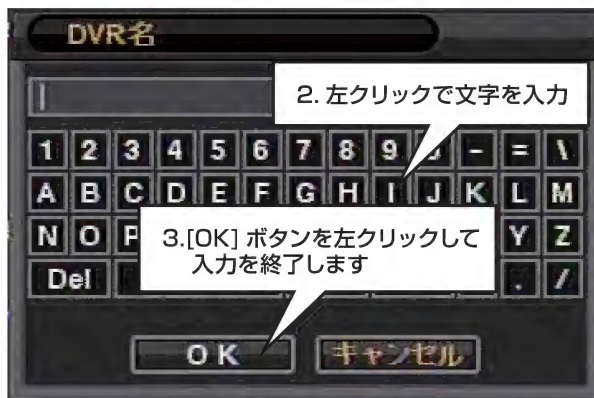 DVR名
2. 左クリックで文字を入力
1 2 3 4 5 6 7 8 9 - = \
A B C D E F G H I J K L M
N O P Y Z
3.[OK] ボタンを左クリックして
入力を終了します
Del . /
OK キャンセル